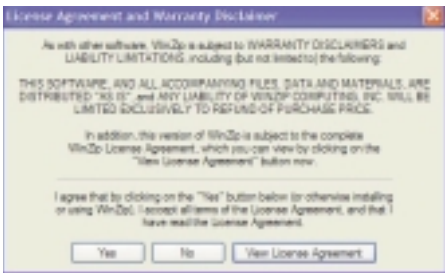 License Agreement and Warranty Disclaimer
As with other software, WinZip is subject to WARRANTY DISCLAIMERS and
LIABILITY LIMITATIONS, including (but not limited to) the following:
THIS SOFTWARE, AND ALL ACCOMPANYING FILES, DATA AND MATERIALS, ARE
DISTRIBUTED "AS IS", and ANY LIABILITY OF WINZIP COMPUTING, INC. WILL BE
LIMITED EXCLUSIVELY TO REFUND OF PURCHASE PRICE.
In addition, this version of WinZip is subject to the complete
WinZip License Agreement, which you can view by clicking on the
"View License Agreement" button now.
I agree that by clicking on the "Yes" button below (or otherwise installing
or using WinZip), I accept all terms of the License Agreement, and that I
have read the License Agreement.
Yes
No
View License Agreement